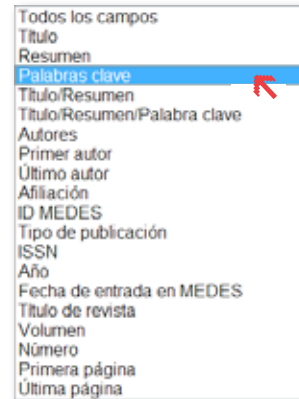 Todos los campos
Título
Resumen
Palabras clave
Título/Resumen
Título/Resumen/Palabra clave
Autores
Primer autor
Último autor
Afiliación
ID MEDES
Tipo de publicación
ISSN
Año
Fecha de entrada en MEDES
Título de revista
Volumen
Número
Primera página
Última página